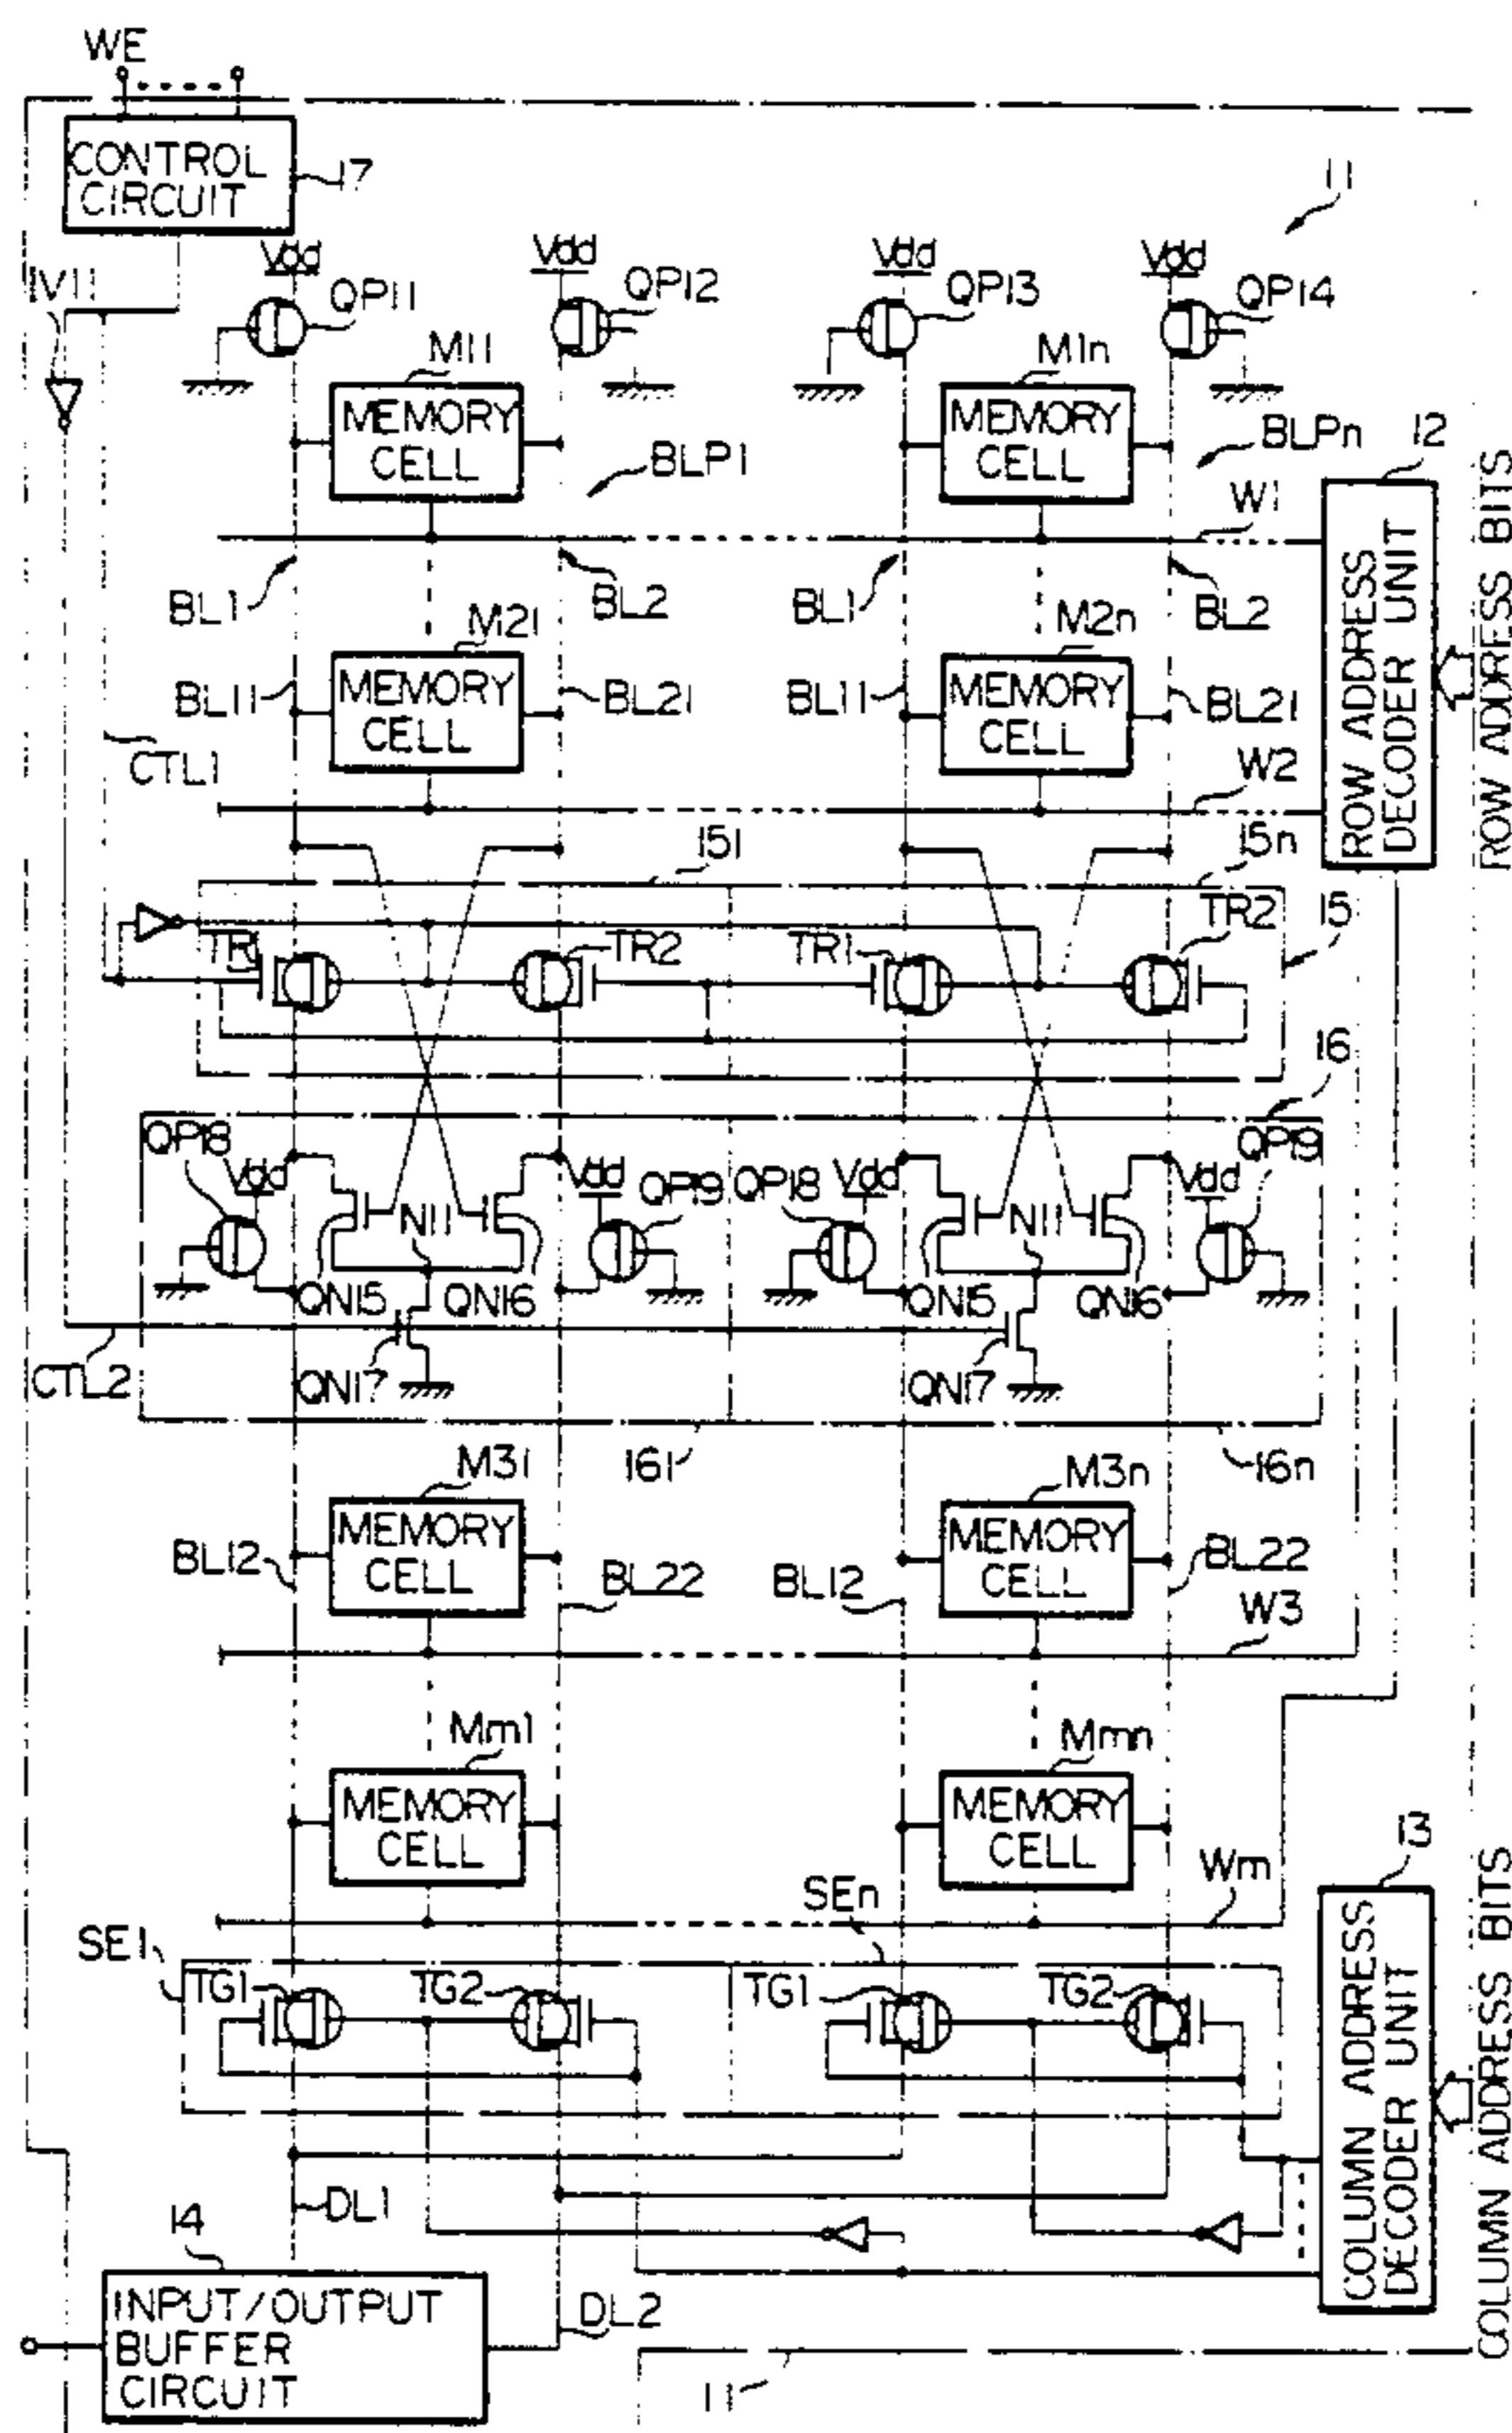 WE
CONTROL
CIRCUIT
17
11
IV11
Vdd
Vdd
Vdd
Vdd
QP11
QP12
QP13
QP14
M11
M1n
MEMORY
CELL
MEMORY
CELL
BLP1
BLPn
12
W1
BL1
BL2
BL1
BL2
M21
M2n
MEMORY
CELL
MEMORY
CELL
BL11
BL21
BL11
BL21
ROW ADDRESS
DECODER UNIT
ROW ADDRESS BITS
CTL1
W2
151
15n
TR1
TR2
TR1
TR2
15
16
QP18
Vdd
Vdd
QP19
QP18
Vdd
Vdd
QP19
N11
N11
QN15
QN16
QN15
QN16
CTL2
QN17
QN17
161
16n
M31
M3n
MEMORY
CELL
MEMORY
CELL
BL12
BL22
BL12
BL22
W3
Mm1
Mmn
MEMORY
CELL
MEMORY
CELL
Wm
13
SE1
SEn
TG1
TG2
TG1
TG2
COLUMN ADDRESS
DECODER UNIT
COLUMN ADDRESS BITS
DL1
14
INPUT/OUTPUT
BUFFER
CIRCUIT
DL2
11